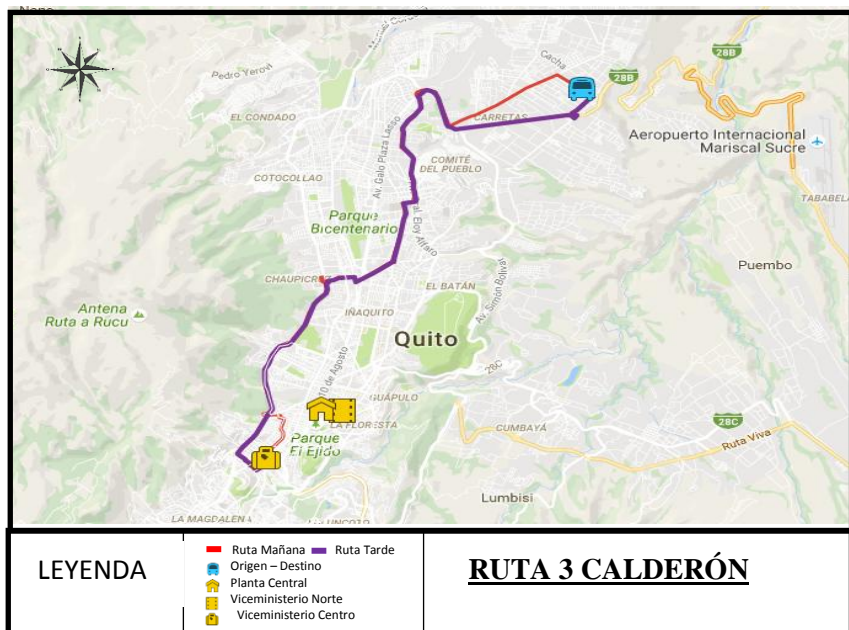 Pedro Yerovi
Cacha
28B
28B
EL CONDADO
Av. Galo Plaza Lasso
CARRETAS
Aeropuerto Internacional
Mariscal Sucre
COMITÉ
DEL PUEBLO
COTOCOLLAO
TABABELA
Parque
Bicentenario
Eloy Alfaro
Av. Simón Bolívar
Puembo
CHAUPICRUZ
EL BATÁN
Antena
Ruta a Rucu
IÑAQUITO
Quito
10 de Agosto
28C
GUÁPULO
28C
LA FLORESTA
CUMBAYÁ
Ruta Viva
Parque
El Ejido
Lumbisi
LA MAGDALENA
LEYENDA
Ruta Mañana Ruta Tarde
Origen – Destino
Planta Central
Viceministerio Norte
Viceministerio Centro
RUTA 3 CALDERÓN